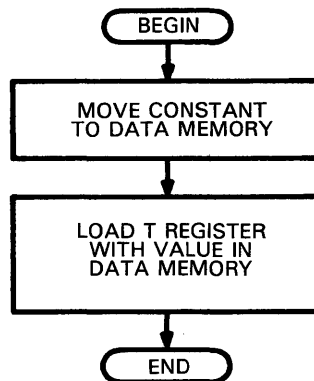 BEGIN
MOVE CONSTANT
TO DATA MEMORY
LOAD T REGISTER
WITH VALUE IN
DATA MEMORY
END